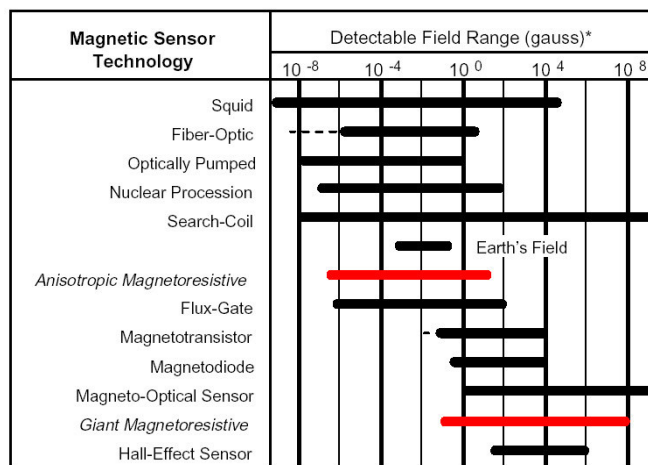 Magnetic Sensor
Technology
Detectable Field Range (gauss)*
10 -8 10 -4 10 0 10 4 10 8
Squid
Fiber-Optic
Optically Pumped
Nuclear Procession
Search-Coil
Earth's Field
Anisotropic Magnetoresistive
Flux-Gate
Magnetotransistor
Magnetodiode
Magneto-Optical Sensor
Giant Magnetoresistive
Hall-Effect Sensor